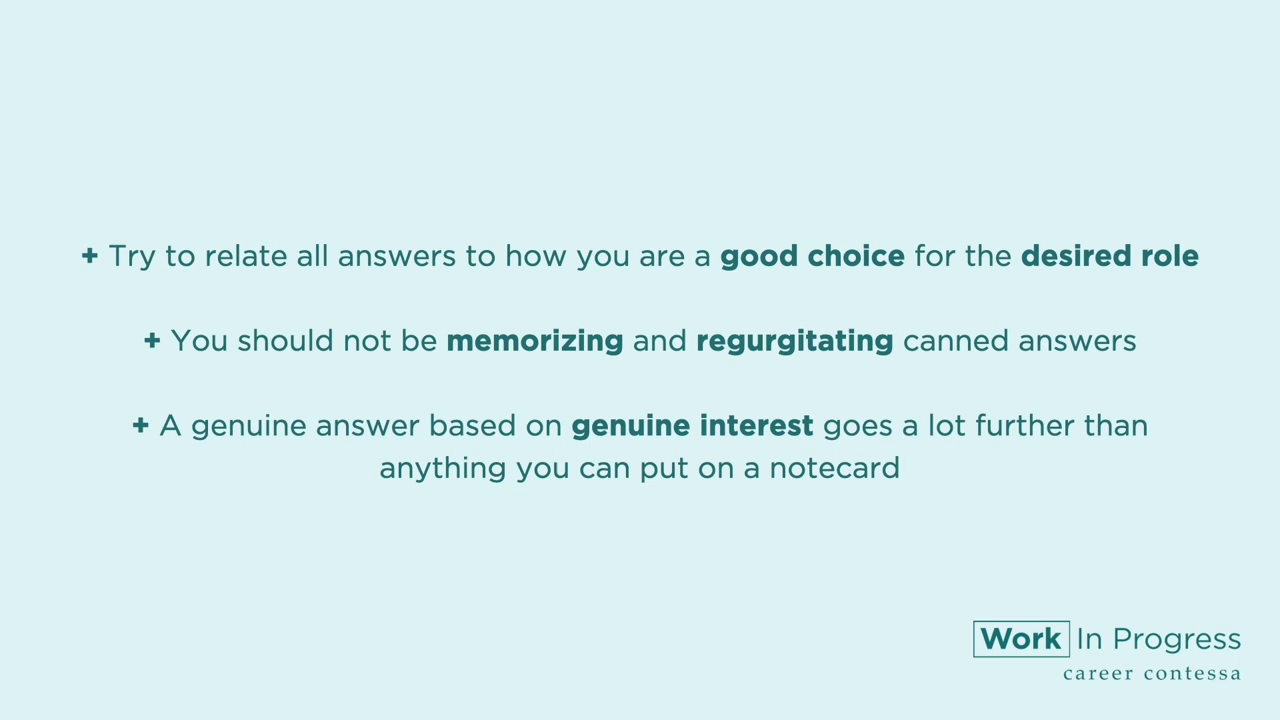 + Try to relate all answers to how you are a good choice for the desired role
+ You should not be memorizing and regurgitating canned answers
+ A genuine answer based on genuine interest goes a lot further than
anything you can put on a notecard
Work In Progress
career contessa